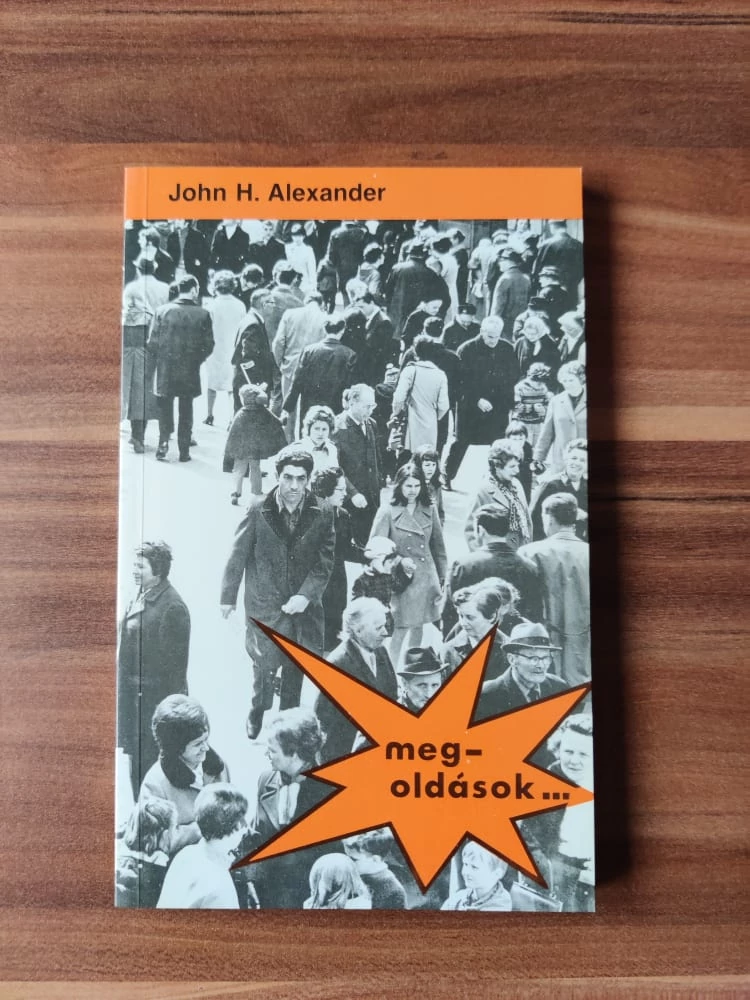 John H. Alexander
meg-
oldások...